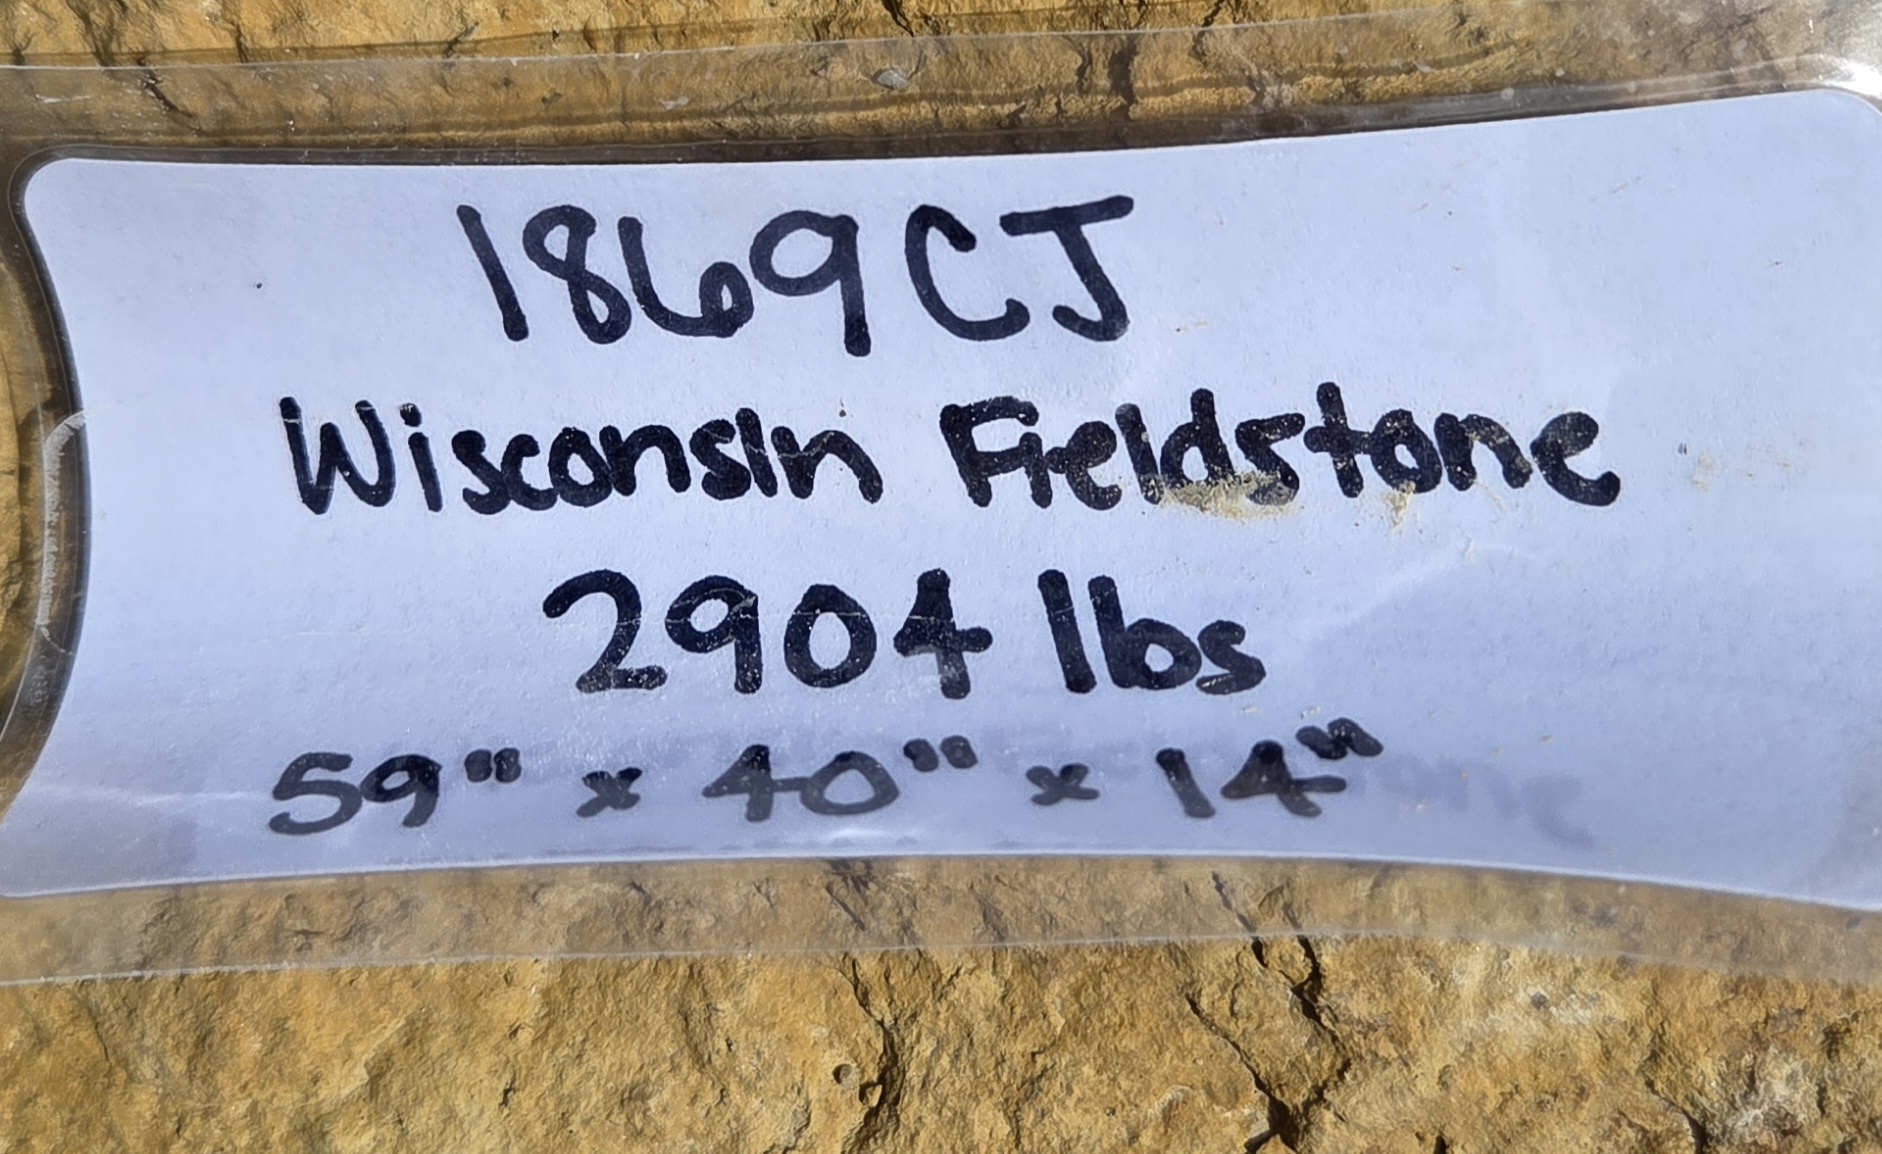 1869CJ
Wisconsin Fieldstone
2904 lbs
59" x 40" x 14"